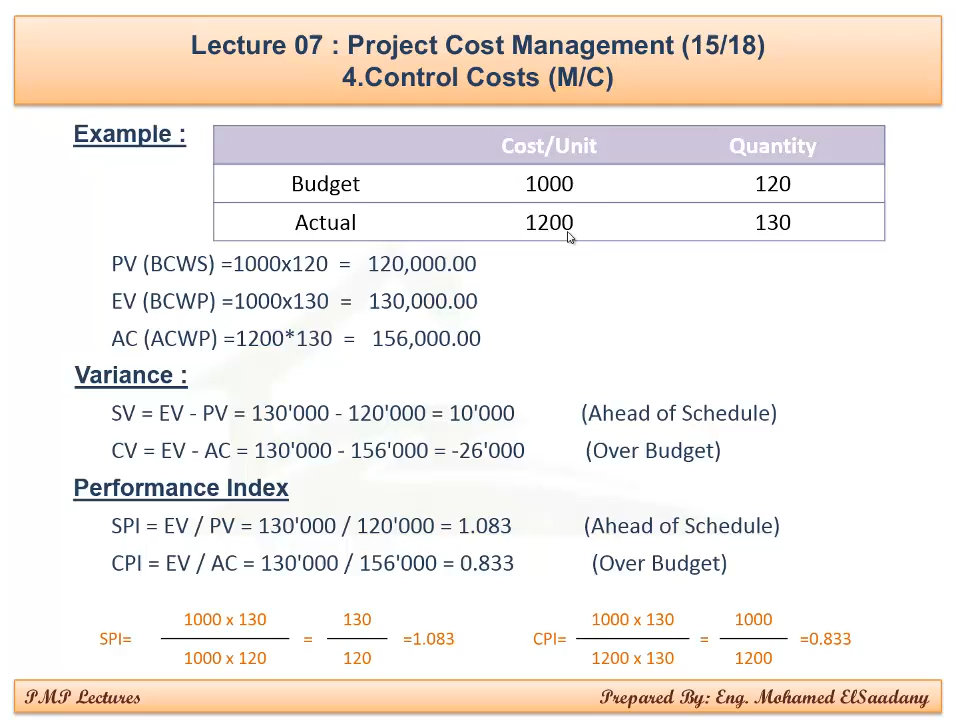 Lecture 07 : Project Cost Management (15/18)
4.Control Costs (M/C)
Example :
Cost/Unit Quantity
Budget 1000 120
Actual 1200 130
PV (BCWS) =1000x120 = 120,000.00
EV (BCWP) =1000x130 = 130,000.00
AC (ACWP) =1200*130 = 156,000.00
Variance :
SV = EV - PV = 130'000 - 120'000 = 10'000 (Ahead of Schedule)
CV = EV - AC = 130'000 - 156'000 = -26'000 (Over Budget)
Performance Index
SPI = EV / PV = 130'000 / 120'000 = 1.083 (Ahead of Schedule)
CPI = EV / AC = 130'000 / 156'000 = 0.833 (Over Budget)
1000 x 130 130 1000 x 130 1000
SPI= = =1.083 CPI= = =0.833
1000 x 120 120 1200 x 130 1200
PMP Lectures Prepared By: Eng. Mohamed ElSaadany